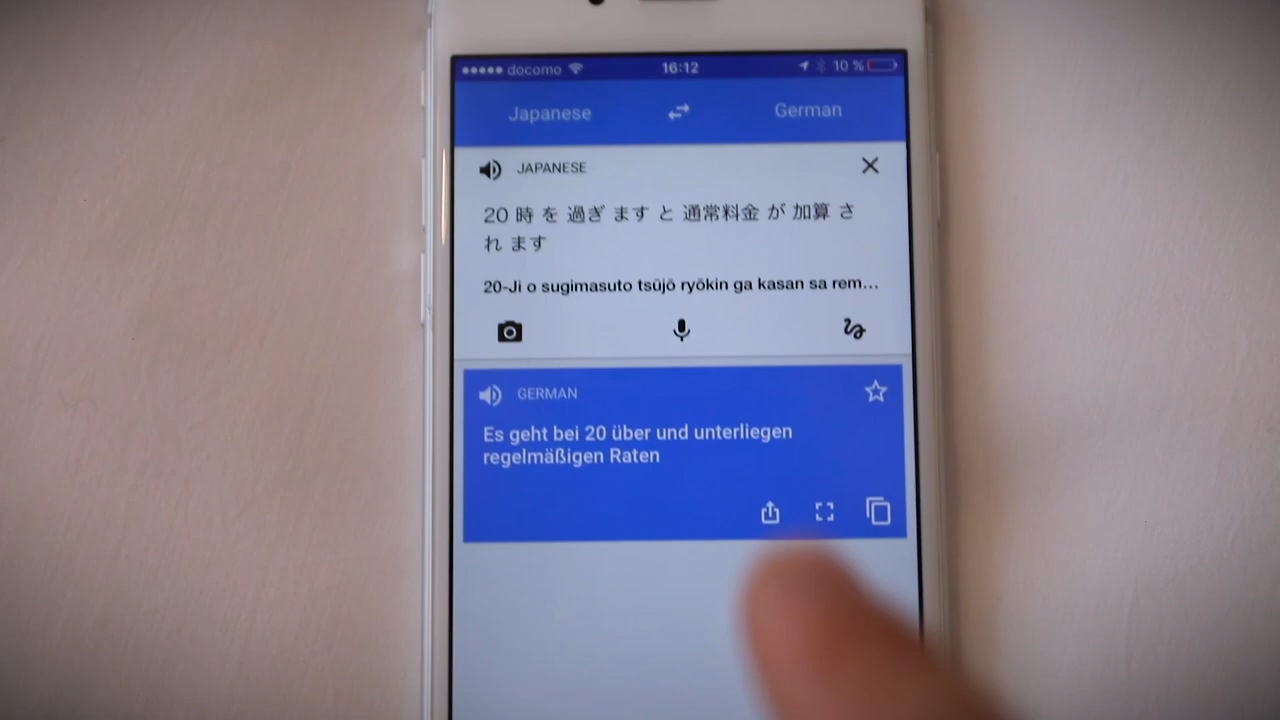 docomo 16:12 10 %
Japanese German
JAPANESE
20 時 を 過ぎ ます と 通常料金 が 加算 さ
れ ます
20-Ji o sugimasuto tsūjō ryōkin ga kasan sa rem…
GERMAN
Es geht bei 20 über und unterliegen
regelmäßigen Raten